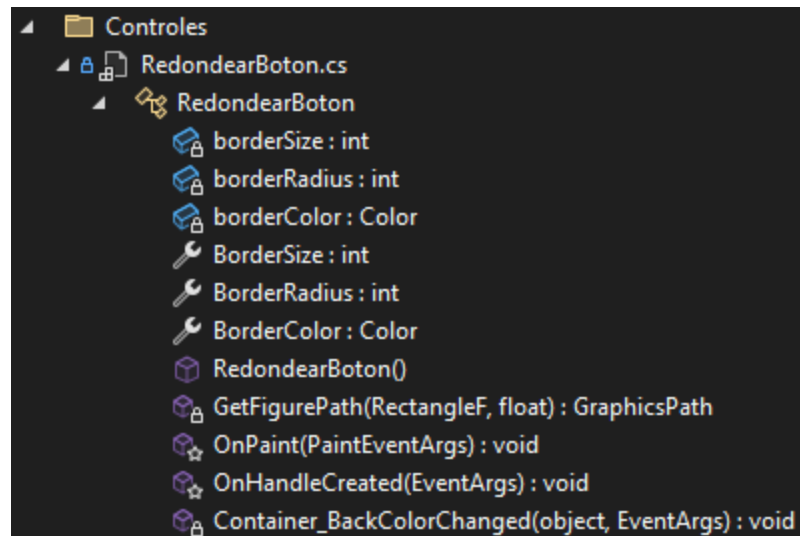 Controles
RedondearBoton.cs
RedondearBoton
borderSize : int
borderRadius : int
borderColor : Color
BorderSize : int
BorderRadius : int
BorderColor : Color
RedondearBoton()
GetFigurePath(RectangleF, float) : GraphicsPath
OnPaint(PaintEventArgs) : void
OnHandleCreated(EventArgs) : void
Container_BackColorChanged(object, EventArgs) : void